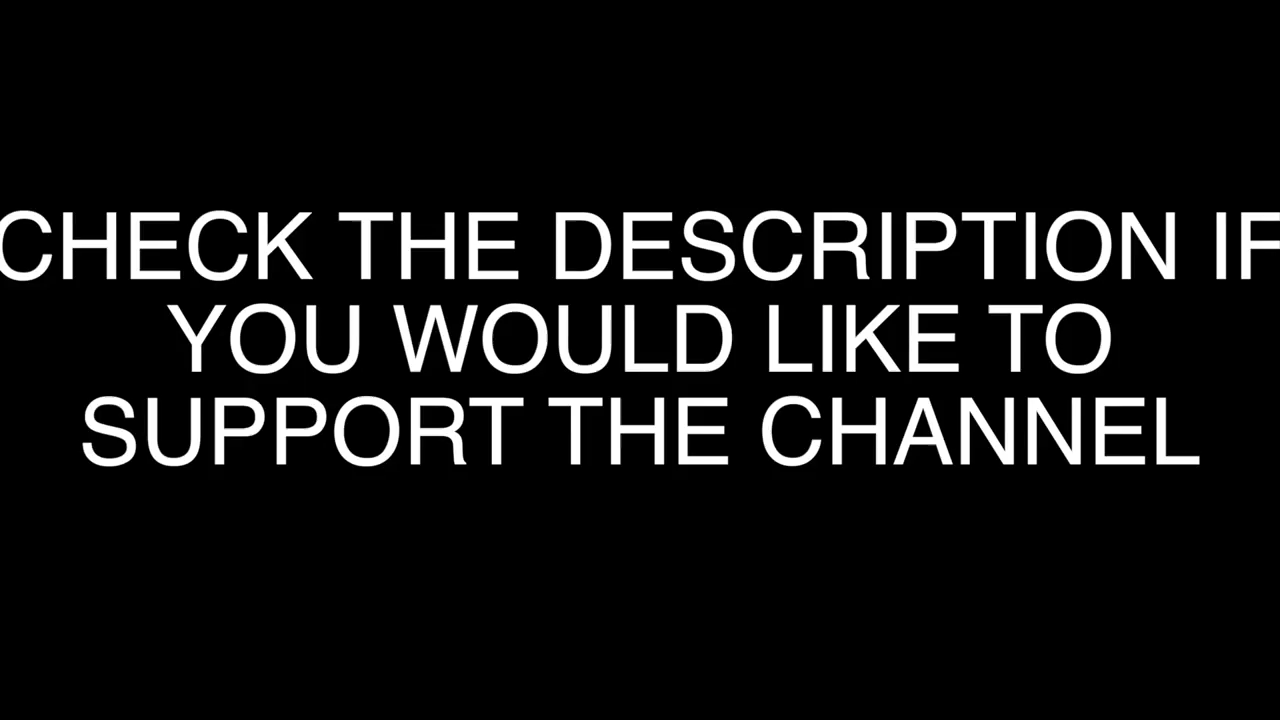 CHECK THE DESCRIPTION IF
YOU WOULD LIKE TO
SUPPORT THE CHANNEL